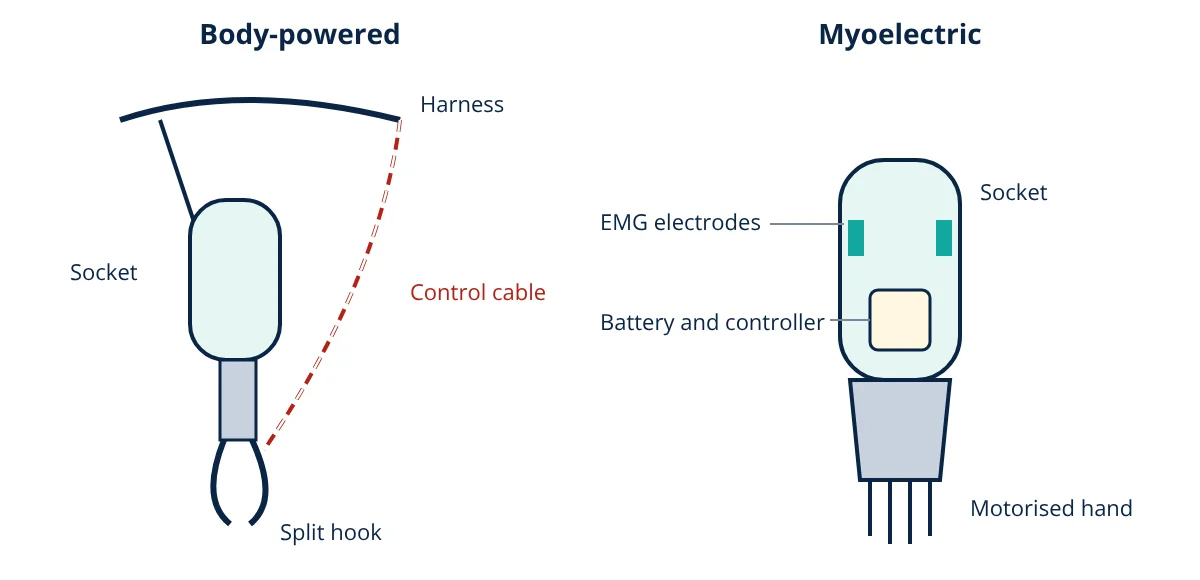 Body-powered
Myoelectric
Harness
Socket
Control cable
Split hook
Socket
EMG electrodes
Battery and controller
Motorised hand